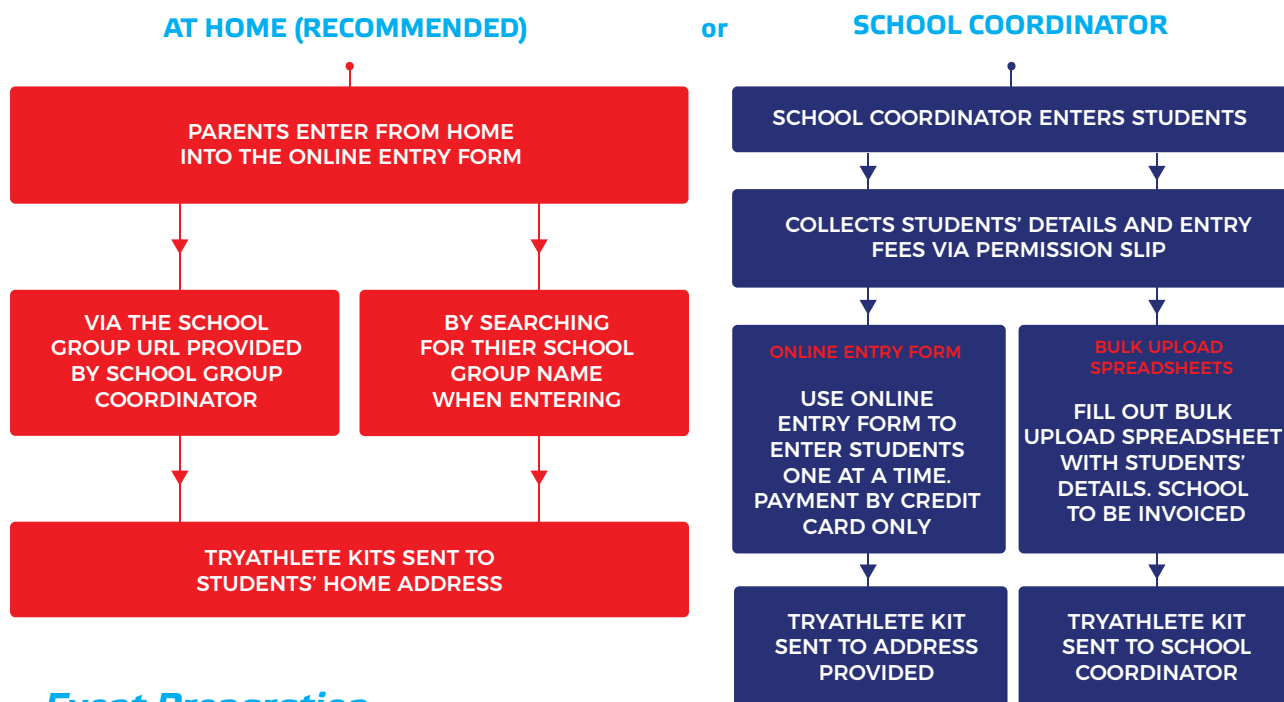 AT HOME (RECOMMENDED)
or
SCHOOL COORDINATOR
PARENTS ENTER FROM HOME
INTO THE ONLINE ENTRY FORM
VIA THE SCHOOL
GROUP URL PROVIDED
BY SCHOOL GROUP
COORDINATOR
BY SEARCHING
FOR THIER SCHOOL
GROUP NAME
WHEN ENTERING
TRYATHLETE KITS SENT TO
STUDENTS’ HOME ADDRESS
SCHOOL COORDINATOR ENTERS STUDENTS
COLLECTS STUDENTS’ DETAILS AND ENTRY
FEES VIA PERMISSION SLIP
ONLINE ENTRY FORM
USE ONLINE
ENTRY FORM TO
ENTER STUDENTS
ONE AT A TIME.
PAYMENT BY CREDIT
CARD ONLY
BULK UPLOAD
SPREADSHEETS
FILL OUT BULK
UPLOAD SPREADSHEET
WITH STUDENTS’
DETAILS. SCHOOL
TO BE INVOICED
TRYATHLETE KIT
SENT TO ADDRESS
PROVIDED
TRYATHLETE KIT
SENT TO SCHOOL
COORDINATOR
Event Preparation